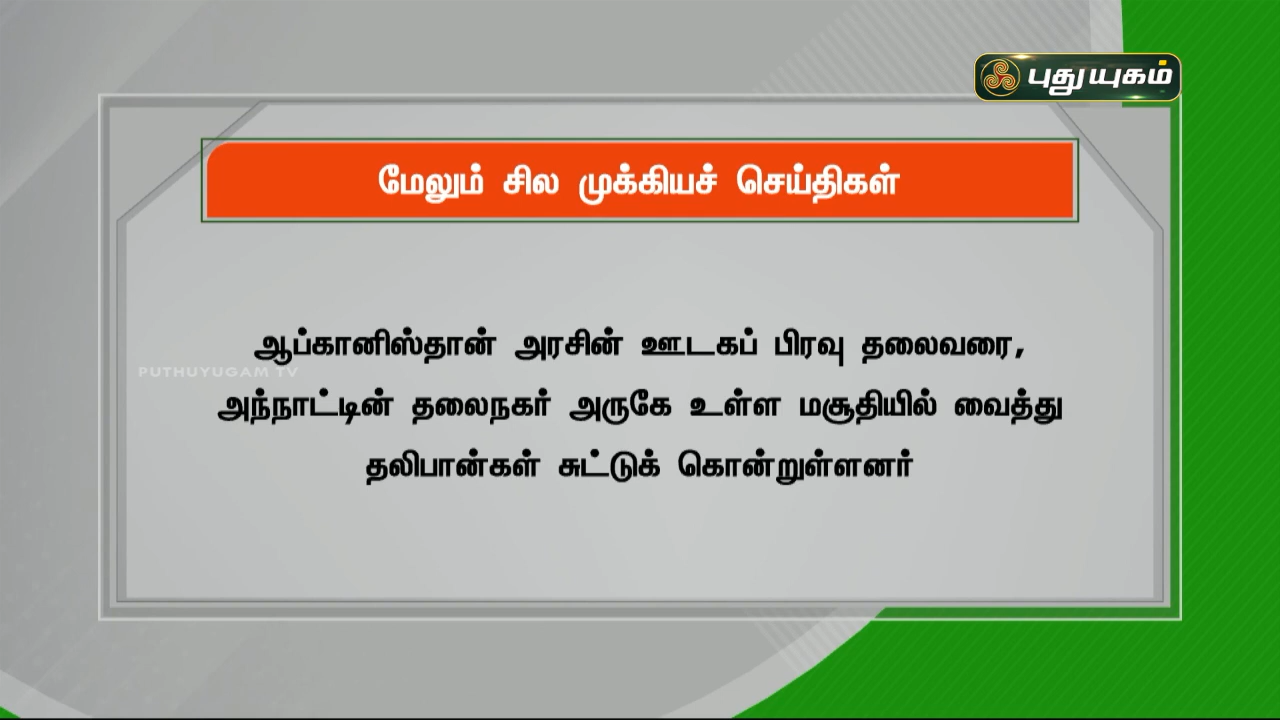 புதுயுகம்
மேலும் சில முக்கியச் செய்திகள்
ஆப்கானிஸ்தான் அரசின் ஊடகப் பிரவு தலைவரை,
PUTHUYUGAM TV
அந்நாட்டின் தலைநகர் அருகே உள்ள மசூதியில் வைத்து
தலிபான்கள் சுட்டுக் கொன்றுள்ளனர்